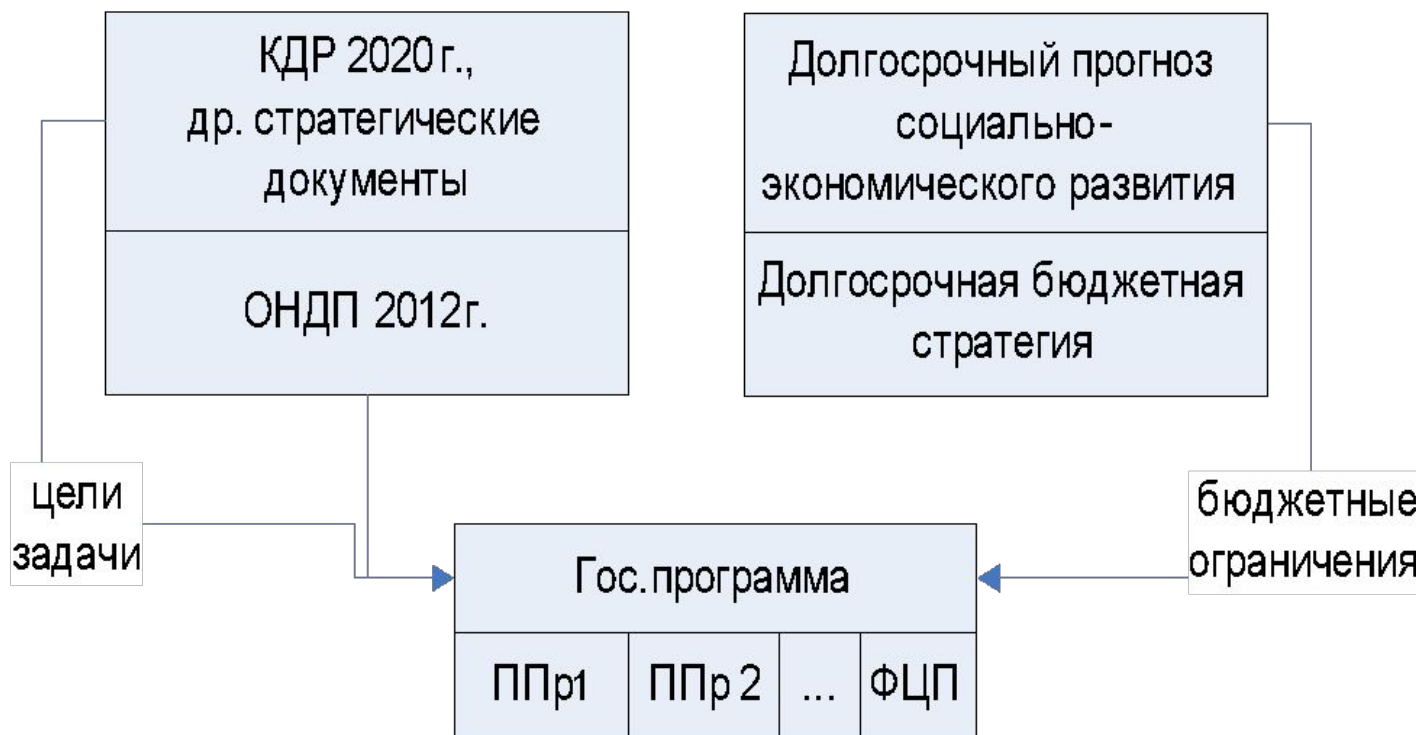 КДР 2020 г.,
др. стратегические
документы
ОНДП 2012г.
Долгосрочный прогноз
социально-
экономического развития
Долгосрочная бюджетная
стратегия
цели
задачи
бюджетные
ограничения
Гос.программа
ППр1
ППр 2
...
ФЦП